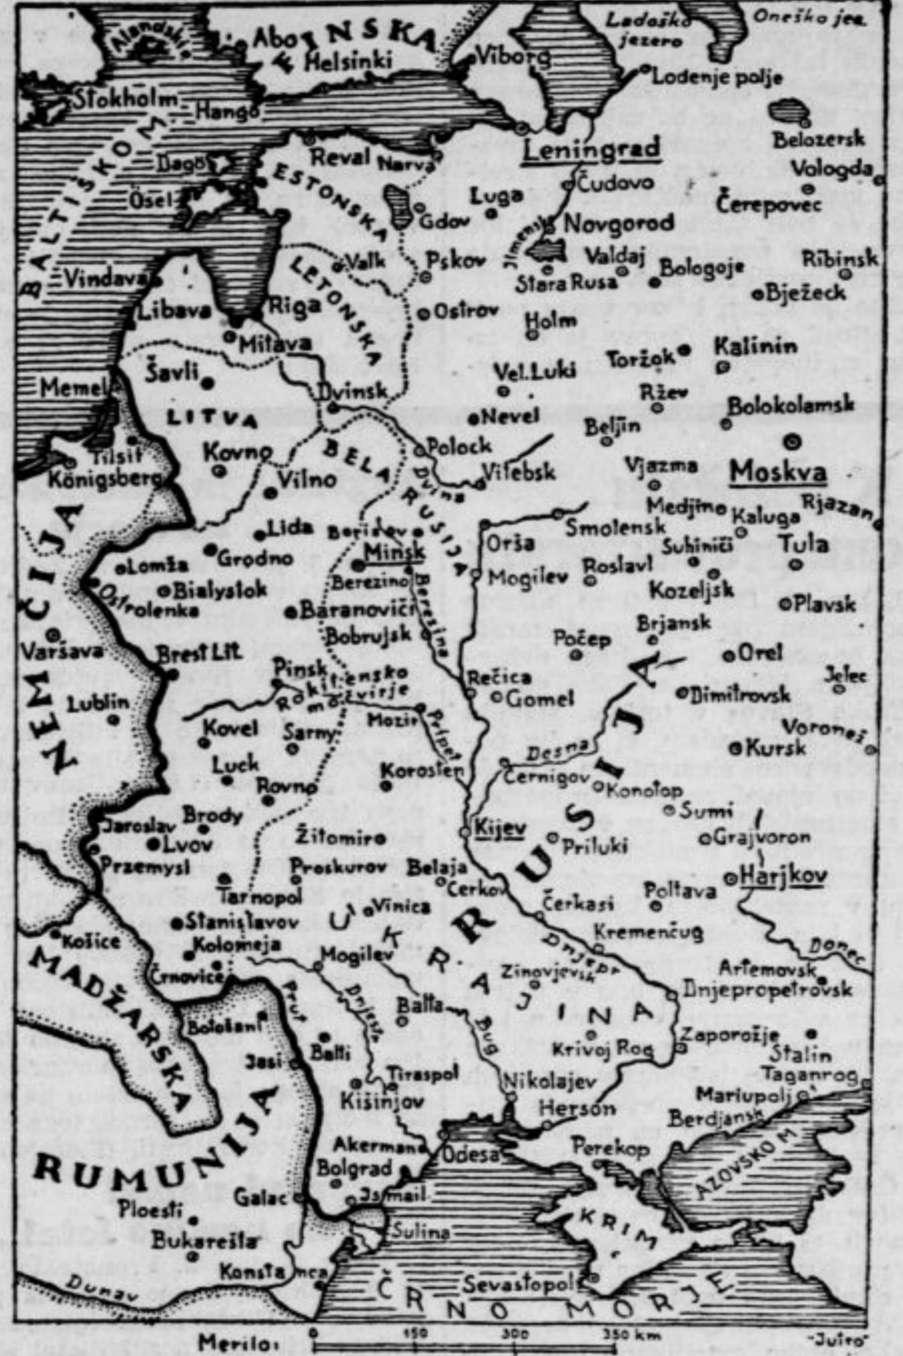 FINSKA
Ladoško
jezero
Oneško jez.
Alandskie
Abo
Helsinki
Viborg
Lodenje polje
Stokholm
Hangö
BALTISKO M.
Belozersk
Dagö
Reval
Narva
Leningrad
Vologda
Ösel
ESTONSKA
Luga
Čudovo
Čerepovec
Gdov
Jlmensk
Novgorod
Vindava
Valk
Pskov
Valdaj
Ribinsk
LETONSKA
Stara Rusa
Bologoje
Bježeck
Libava
Riga
Ostrov
Holm
Mitava
Toržok
Kalinin
Memel
Šavli
Dvinsk
Vel.Luki
Ržev
LITVA
Nevel
Bolokolamsk
Beljin
Tilsit
Kovno
BELA RUSIJA
Polock
Moskva
Königsberg
Vilno
Dvina
Vitebsk
Vjazma
Medjino
Kaluga
Rjazan
Lida
Borisov
Smolensk
NEMČIJA
Grodno
Minsk
Orša
Suhiniči
Tula
Lomža
Berezino
Mogilev
Roslavl
Kozeljsk
Ostrolenka
Bialystok
Baranoviči
Beresina
Plavsk
Varšava
Bobrujsk
Počep
Brjansk
Brest Lit.
Orel
Pinsk
Rokitensko
močvirje
Rečica
Jelec
Lublin
Gomel
Dimitrovsk
Mozir
Voronež
Kovel
Sarny
Pripet
Desna
Kursk
Luck
Korosten
Černigov
Konotop
Rovno
Sumi
Jaroslav
Brody
Kijev
RUSIJA
Lvov
Žitomir
Priluki
Grajvoron
Przemysl
Proskurov
Belaja
Cerkov
Harjkov
Tarnopol
Poltava
Vinica
Čerkasi
Stanislavov
UKRAJINA
Kremenčug
Košice
Kolomeja
Mogilev
Dnjepr
Donec
MADŽARSKA
Črnovice
Zinovjevsk
Artemovsk
Prut
Dnjestr
Balta
Dnjepropetrovsk
Bološani
Bug
Krivoj Rog
Zaporožje
Jasi
Balti
Stalin
Tiraspol
Nikolajev
Taganrog
Kišinjov
Herson
Mariupolj
Berdjansk
RUMUNIJA
Akerman
Odesa
Perekop
AZOVSKO M
Bolgrad
Galac
Ismail
Ploesti
KRIM
Sulina
Bukarešta
Konstanca
Sevastopol
Dunav
ČRNO MORJE
Merilo:
0
150
300
350 km
"Jutro"